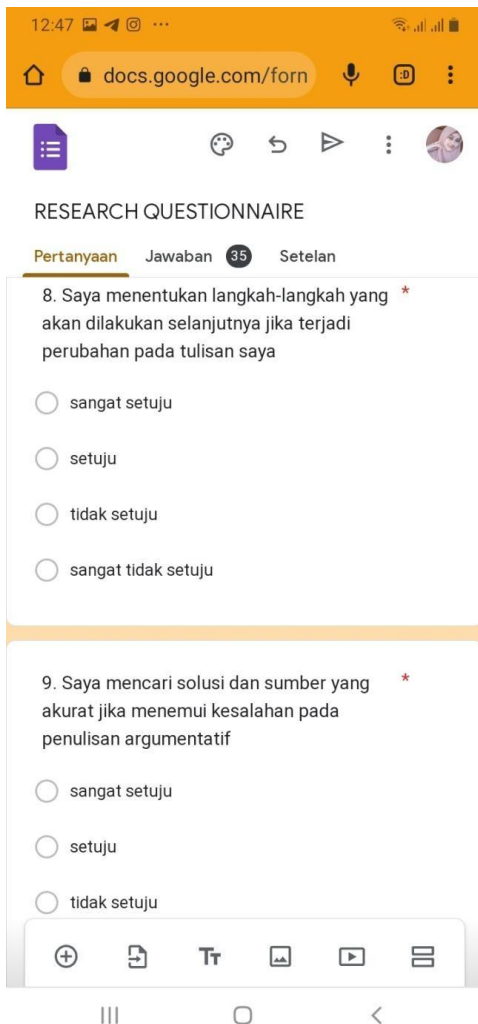 12:47
docs.google.com/forn
:D
RESEARCH QUESTIONNAIRE
Pertanyaan Jawaban 35 Setelan
8. Saya menentukan langkah-langkah yang *
akan dilakukan selanjutnya jika terjadi
perubahan pada tulisan saya
sangat setuju
setuju
tidak setuju
sangat tidak setuju
9. Saya mencari solusi dan sumber yang *
akurat jika menemui kesalahan pada
penulisan argumentatif
sangat setuju
setuju
tidak setuju
Tт